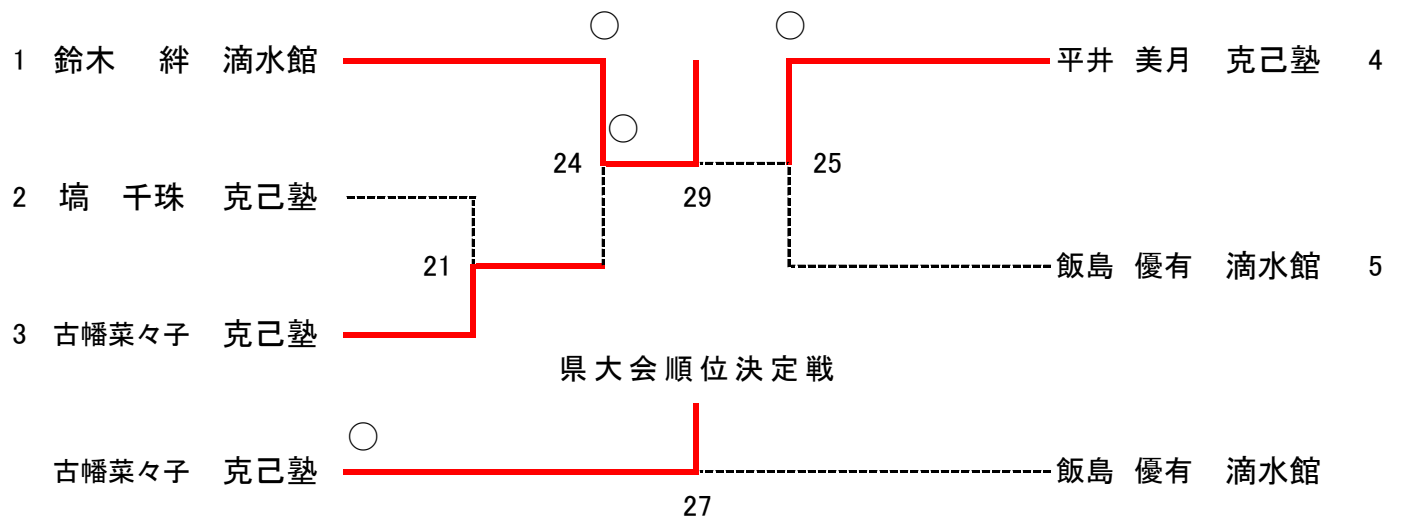 1 鈴木 絆 滴水館
平井 美月 克己塾 4
24
25
29
2 塙 千珠 克己塾
21
飯島 優有 滴水館 5
3 古幡菜々子 克己塾
県大会順位決定戦
古幡菜々子 克己塾
飯島 優有 滴水館
27